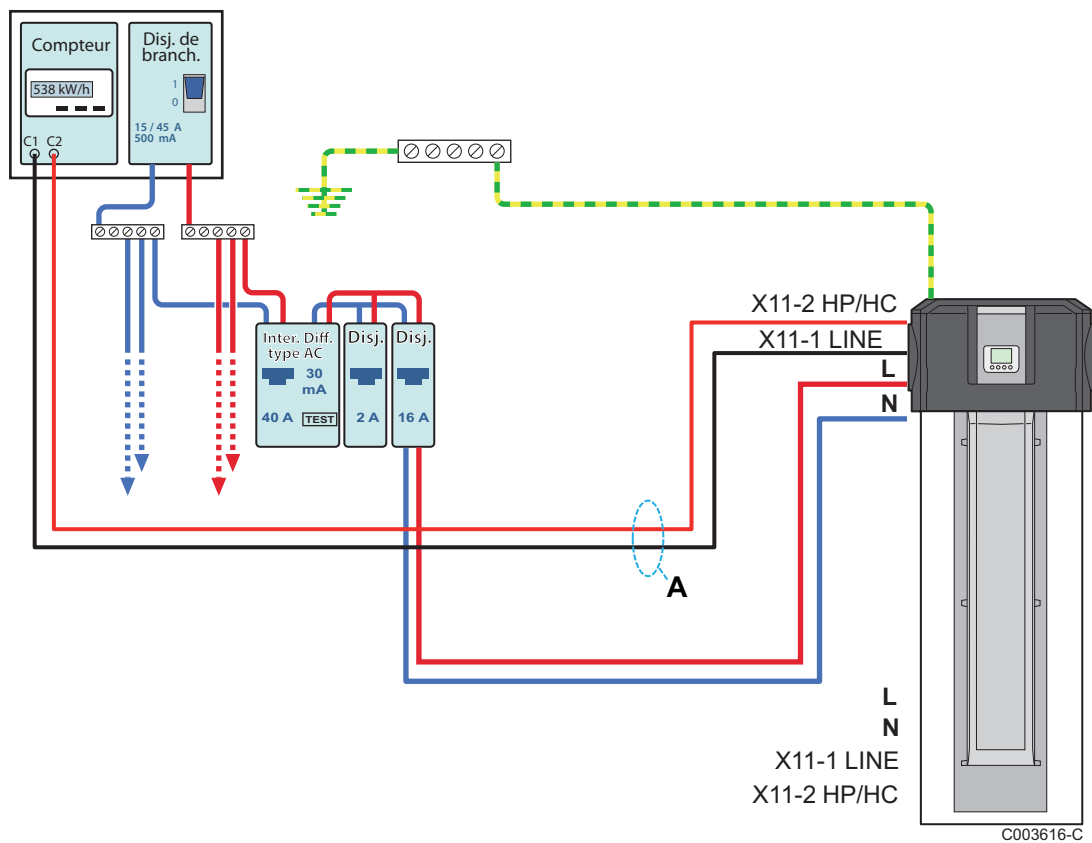 Compteur
538 kW/h
C1 C2
Disj. de
branch.
1
0
15 / 45 A
500 mA
Inter. Diff.
type AC
30
mA
40 A
TEST
Disj.
2 A
Disj.
16 A
X11-2 HP/HC
X11-1 LINE
L
N
A
L
N
X11-1 LINE
X11-2 HP/HC
C003616-C